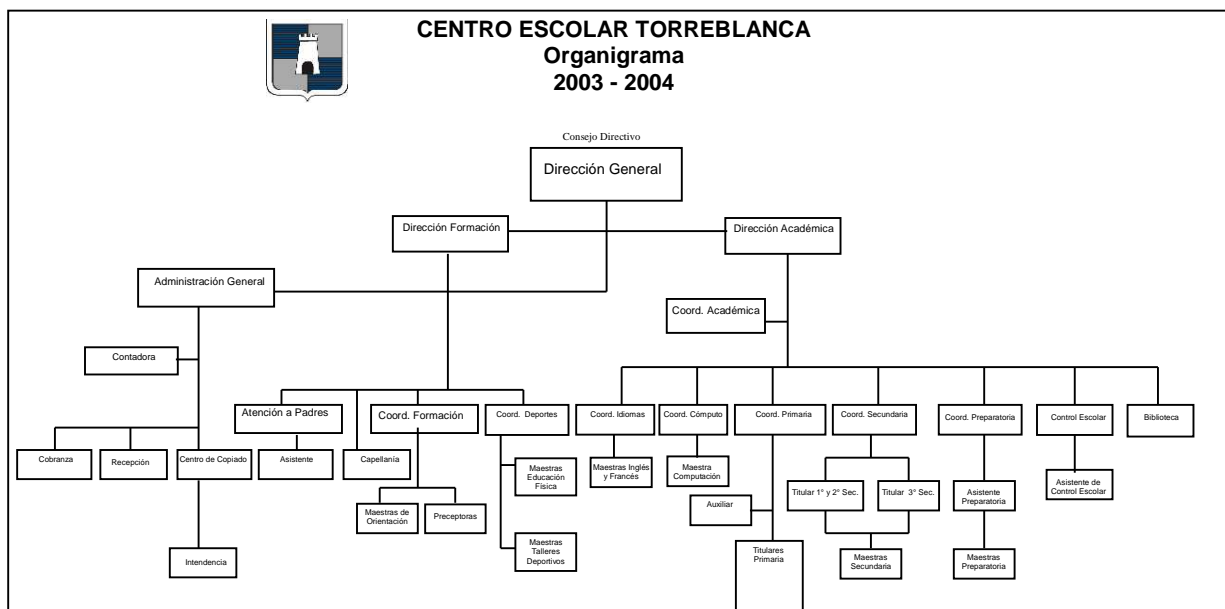 CENTRO ESCOLAR TORREBLANCA
Organigrama
2003 - 2004
Consejo Directivo
Dirección General
Dirección Formación
Dirección Académica
Administración General
Coord. Académica
Contadora
Atención a Padres
Coord. Formación
Coord. Deportes
Coord. Idiomas
Coord. Cómputo
Coord. Primaria
Coord. Secundaria
Coord. Preparatoria
Control Escolar
Biblioteca
Cobranza
Recepción
Centro de Copiado
Asistente
Capellanía
Maestras
Educación
Física
Maestras Inglés
y Francés
Maestra
Computación
Titular 1° y 2° Sec.
Titular 3° Sec.
Asistente
Preparatoria
Asistente de
Control Escolar
Maestras de
Orientación
Preceptoras
Auxiliar
Maestras
Talleres
Deportivos
Titulares
Primaria
Maestras
Secundaria
Maestras
Preparatoria
Intendencia